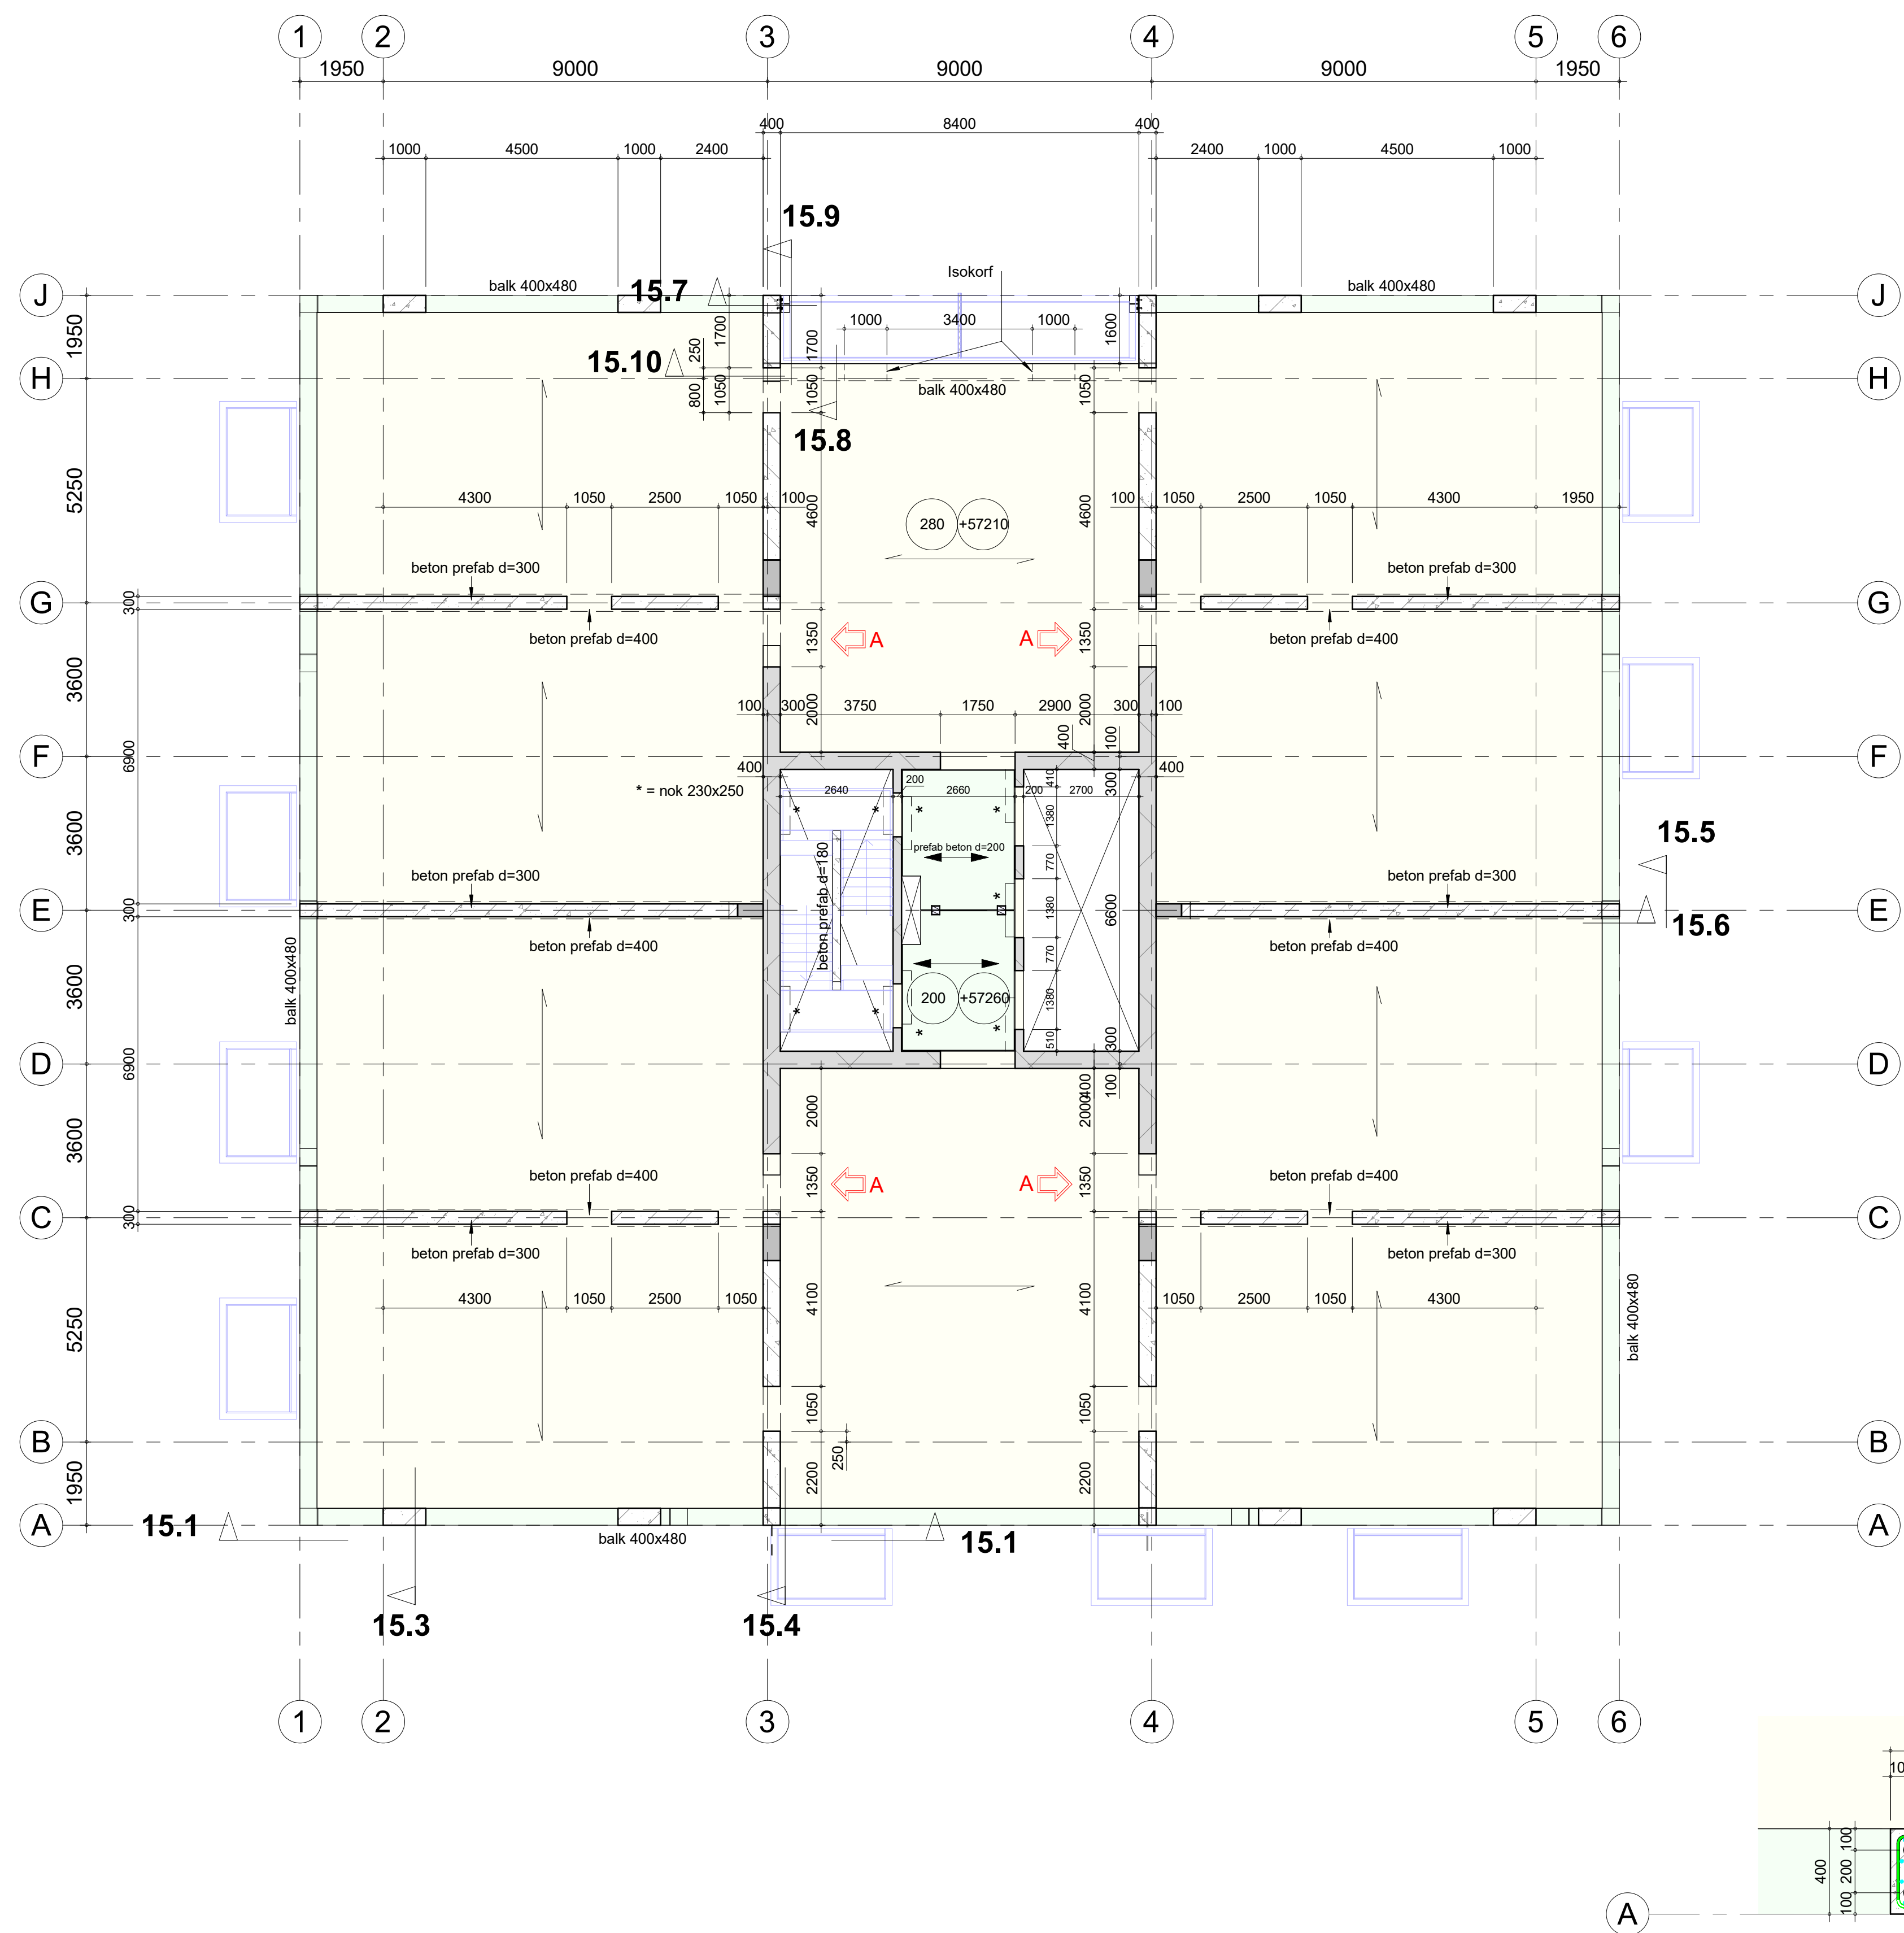 1 2 3 4 5 6
1950 9000 9000 9000 1950
400 8400 400
1000 4500 1000 2400 2400 1000 4500 1000
15.9
Isokorf
J balk 400x480 15.7 balk 400x480 J
1950 1700 1700 1000 3400 1000 1600
250
15.10
H H
800 1050 1050 balk 400x480 1050
15.8
5250
4300 1050 2500 1050 100 4600 4600 100 1050 2500 1050 4300 1950
280 +57210
beton prefab d=300 beton prefab d=300
G 300 G
beton prefab d=400 1350 A A 1350 beton prefab d=400
3600
100 300 2000 3750 1750 2900 2000 300 100
400 100
F 6900 F
400 200 410 300 400
* = nok 230x250 2640 2660 200 2700
* * * *
1380
3600 15.5
beton prefab d=180 prefab beton d=200 770
beton prefab d=300 beton prefab d=300
* 1380 6600
E 300 E
15.6
beton prefab d=400 beton prefab d=400
770
balk 400x480
3600 200 +57260 1380
* * * *
510 300
D 6900 D
400 100
2000 2000
3600
beton prefab d=400 1350 A A 1350 beton prefab d=400
C 300 C
beton prefab d=300 beton prefab d=300
4300 1050 2500 1050 4100 4100 1050 2500 1050 4300
5250 balk 400x480
1050 1050
B 250 B
1950 2200 2200
A 15.1 balk 400x480 15.1 A
15.3 15.4
1 2 3 4 5 6
10
400 100 200 100
A